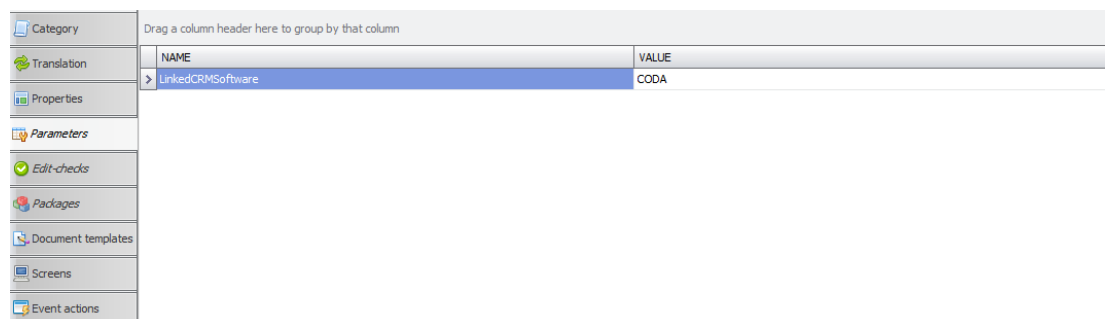 Category
Drag a column header here to group by that column
Translation
NAME VALUE
LinkedCRMSoftware CODA
Properties
Parameters
Edit-checks
Packages
Document templates
Screens
Event actions